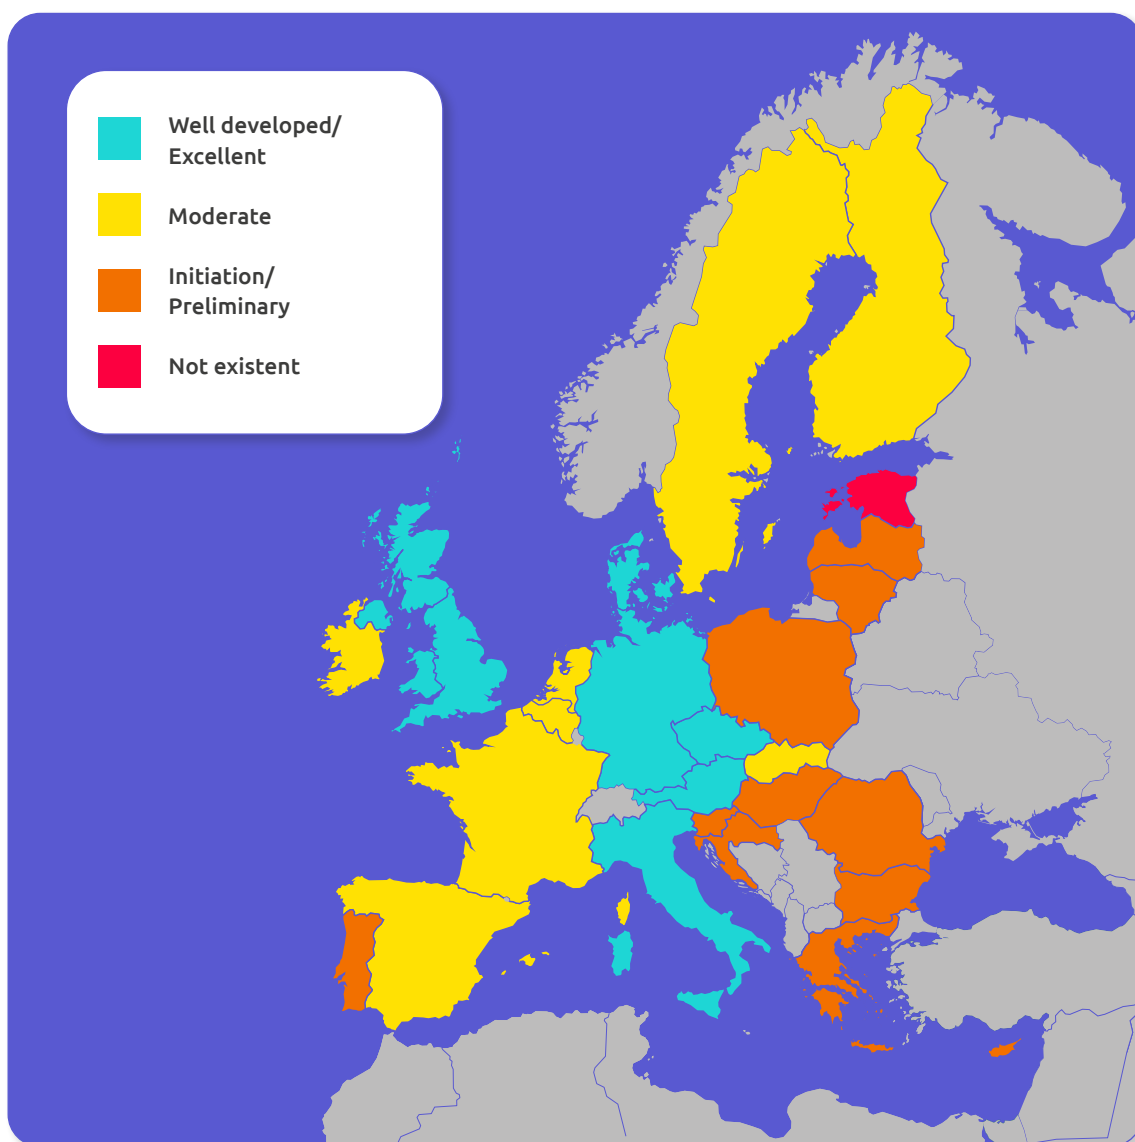 Well developed/
Excellent
Moderate
Initiation/
Preliminary
Not existent